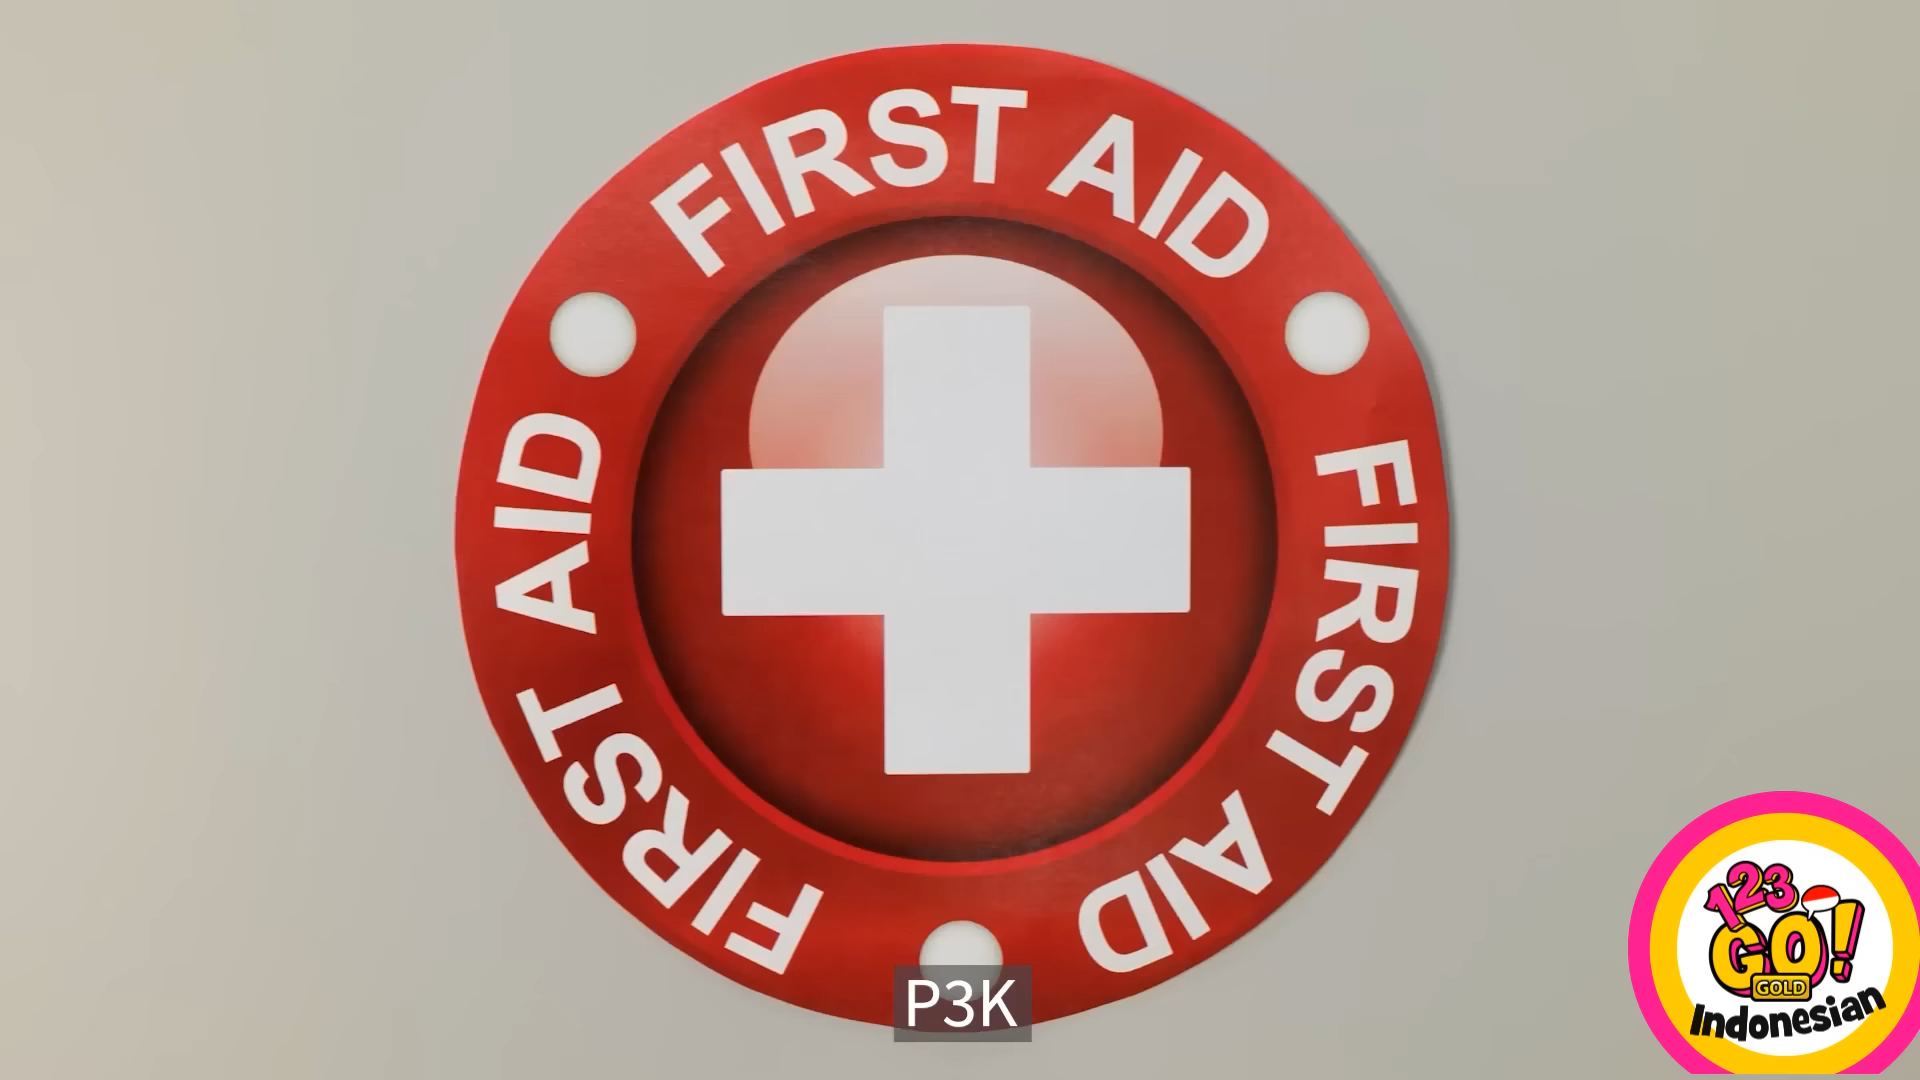 FIRST AID
FIRST AID
FIRST AID
P3K
123
GO!
GOLD
Indonesian